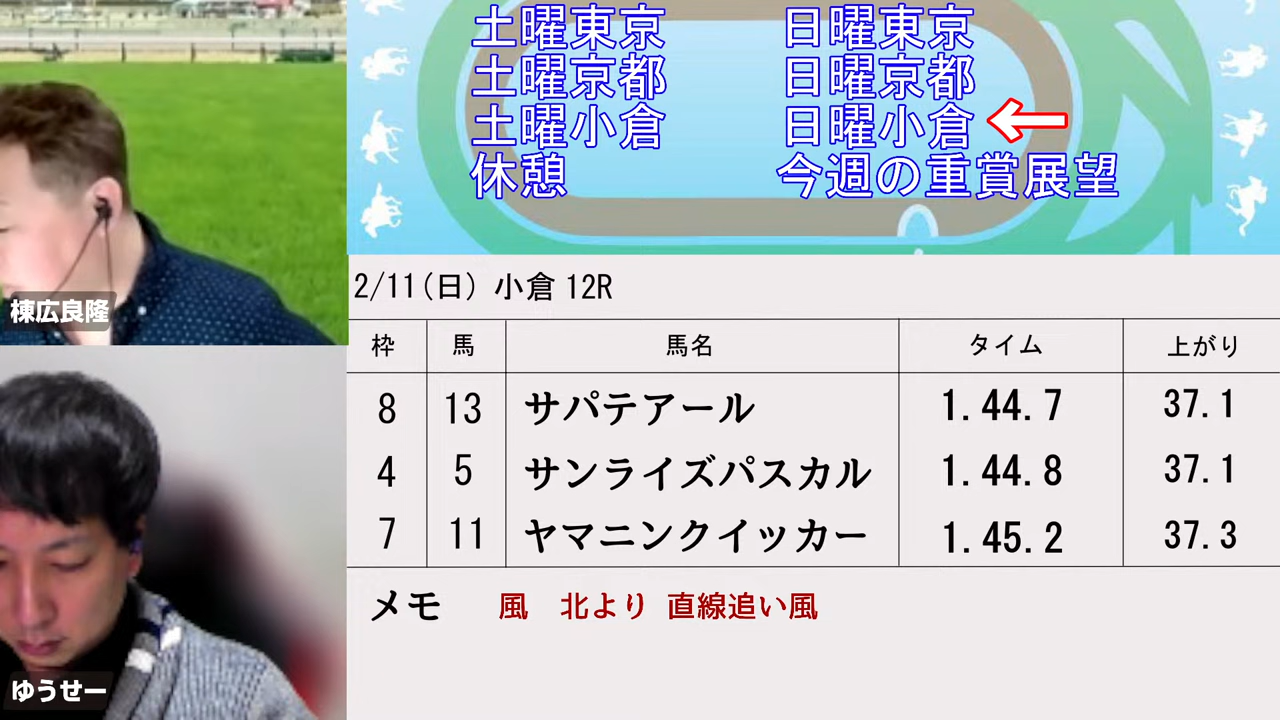 土曜東京 日曜東京
土曜京都 日曜京都
土曜小倉 日曜小倉
休憩 今週の重賞展望
棟広良隆
2/11(日) 小倉 12R
枠 馬 馬名 タイム 上がり
8 13 サパテアール 1.44.7 37.1
4 5 サンライズパスカル 1.44.8 37.1
7 11 ヤマニンクイッカー 1.45.2 37.3
メモ 風 北より 直線追い風
ゆうせー